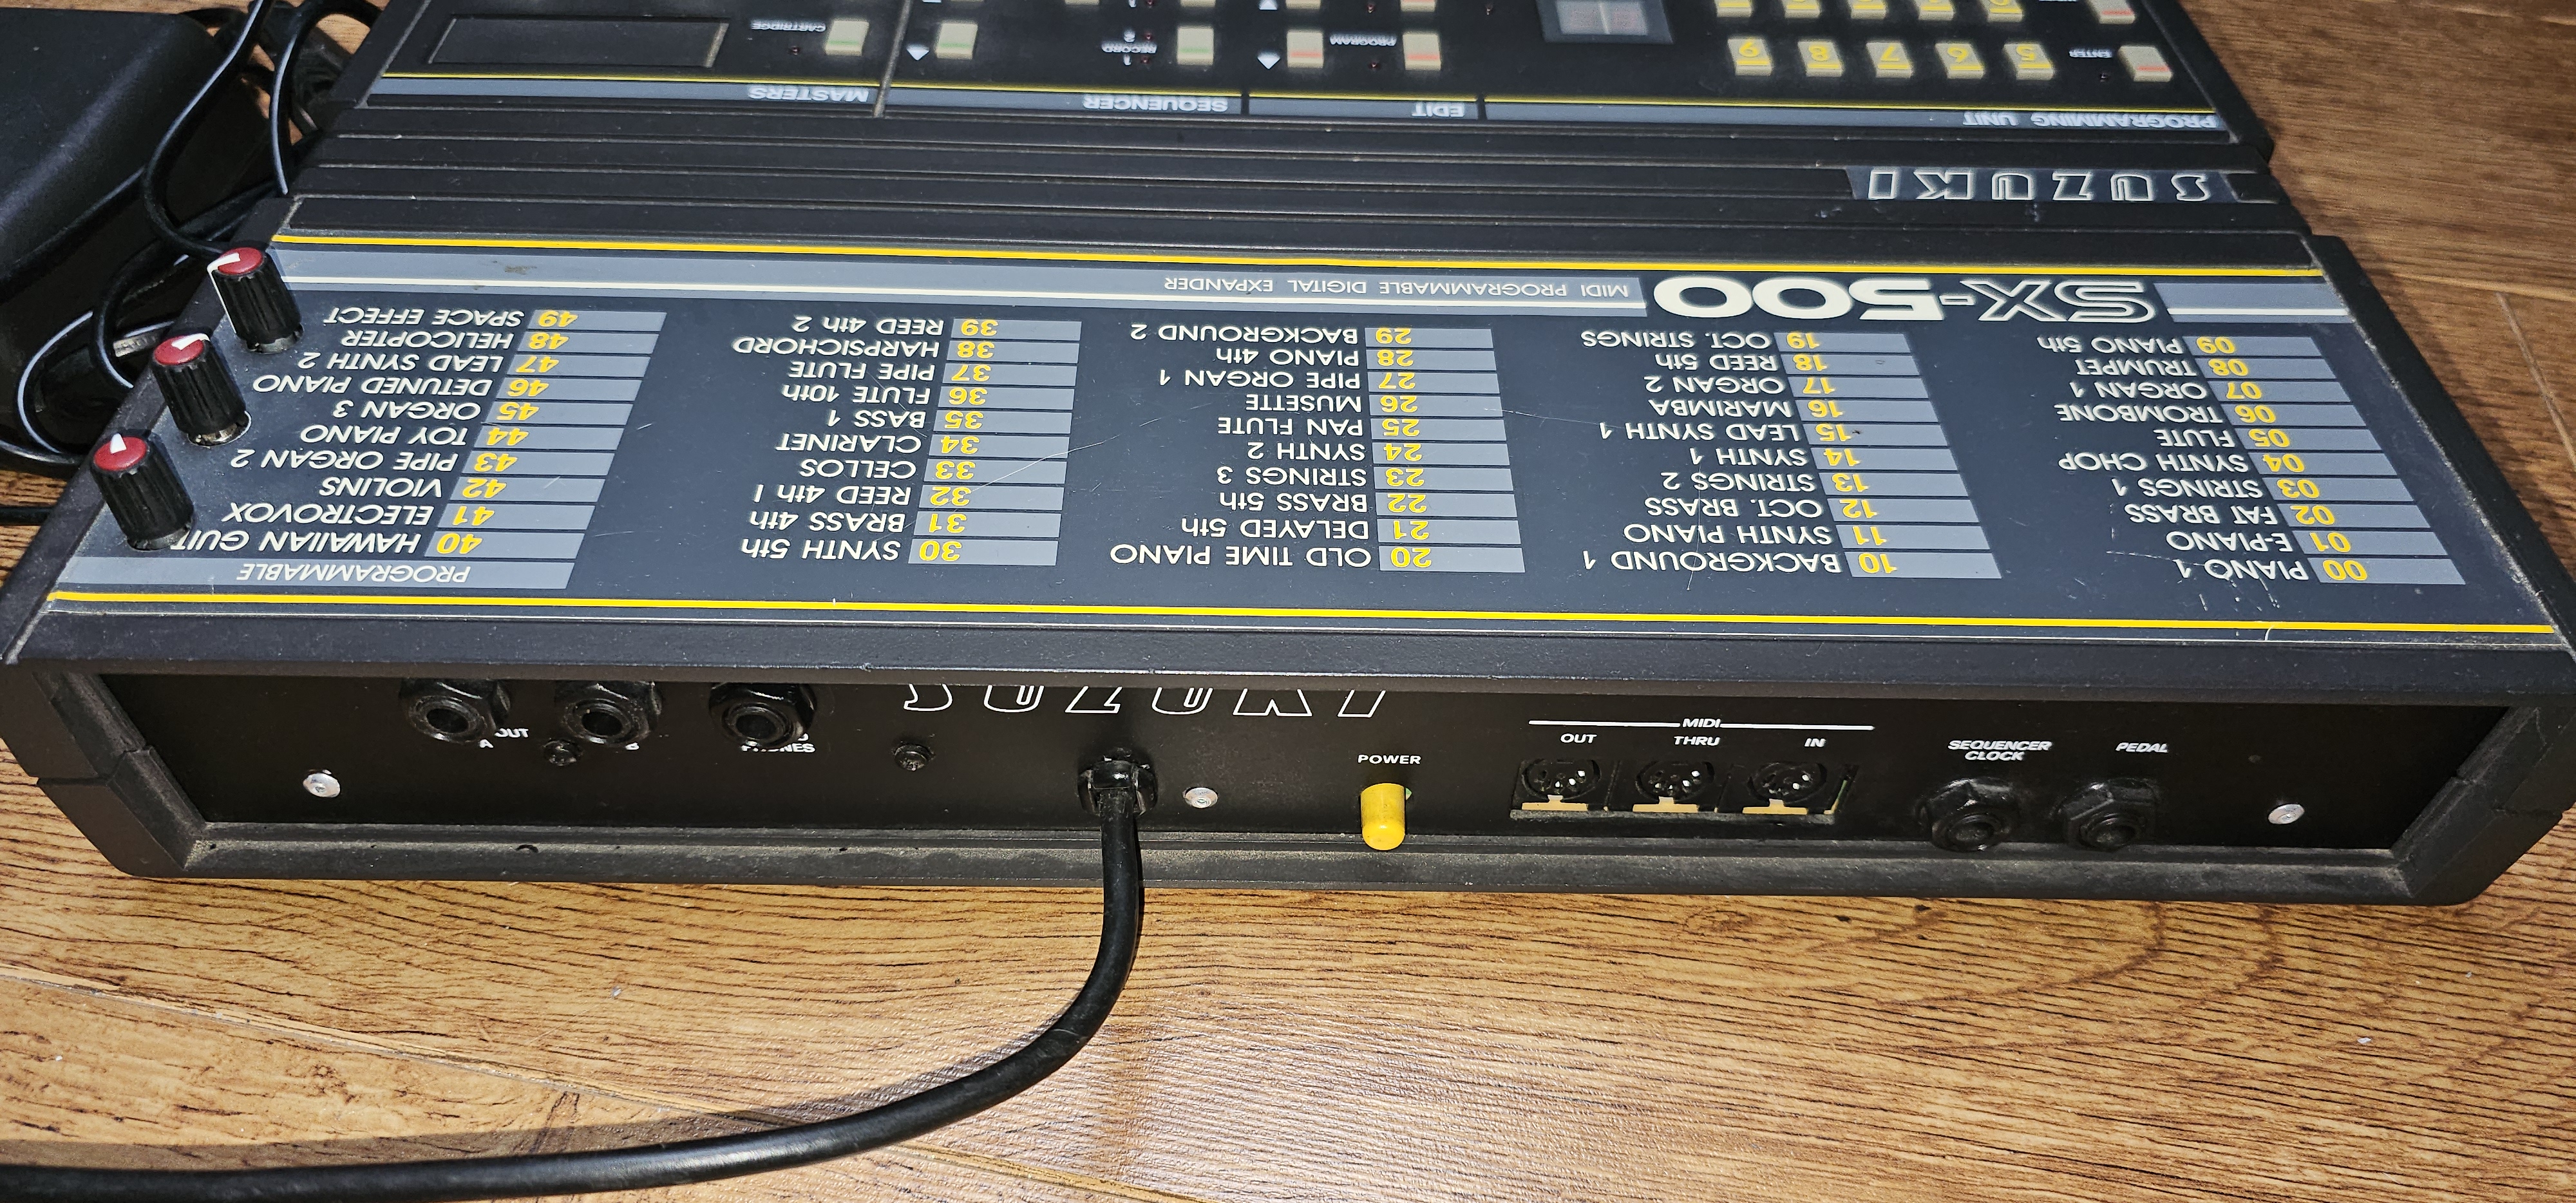 PROGRAMMING UNIT
EDIT
SEQUENCER
MASTERS
ENTER
5
6
7
8
9
PROGRAM
RECORD
1
2
CARTRIDGE
SUZUKI
SX-500
MIDI PROGRAMMABLE DIGITAL EXPANDER
00 PIANO 1
01 E-PIANO
02 FAT BRASS
03 STRINGS 1
04 SYNTH CHOP
05 FLUTE
06 TROMBONE
07 ORGAN 1
08 TRUMPET
09 PIANO 5th
10 BACKGROUND 1
11 SYNTH PIANO
12 OCT. BRASS
13 STRINGS 2
14 SYNTH 1
15 LEAD SYNTH 1
16 MARIMBA
17 ORGAN 2
18 REED 5th
19 OCT. STRINGS
20 OLD TIME PIANO
21 DELAYED 5th
22 BRASS 5th
23 STRINGS 3
24 SYNTH 2
25 PAN FLUTE
26 MUSETTE
27 PIPE ORGAN 1
28 PIANO 4th
29 BACKGROUND 2
30 SYNTH 5th
31 BRASS 4th
32 REED 4th I
33 CELLOS
34 CLARINET
35 BASS 1
36 FLUTE 10th
37 PIPE FLUTE
38 HARPSICHORD
39 REED 4th 2
PROGRAMMABLE
40 HAWAIIAN GUIT
41 ELECTROVOX
42 VIOLINS
43 PIPE ORGAN 2
44 TOY PIANO
45 ORGAN 3
46 DETUNED PIANO
47 LEAD SYNTH 2
48 HELICOPTER
49 SPACE EFFECT
SUZUKI
OUT
A
B
PHONES
POWER
MIDI
OUT
THRU
IN
SEQUENCER
CLOCK
PEDAL